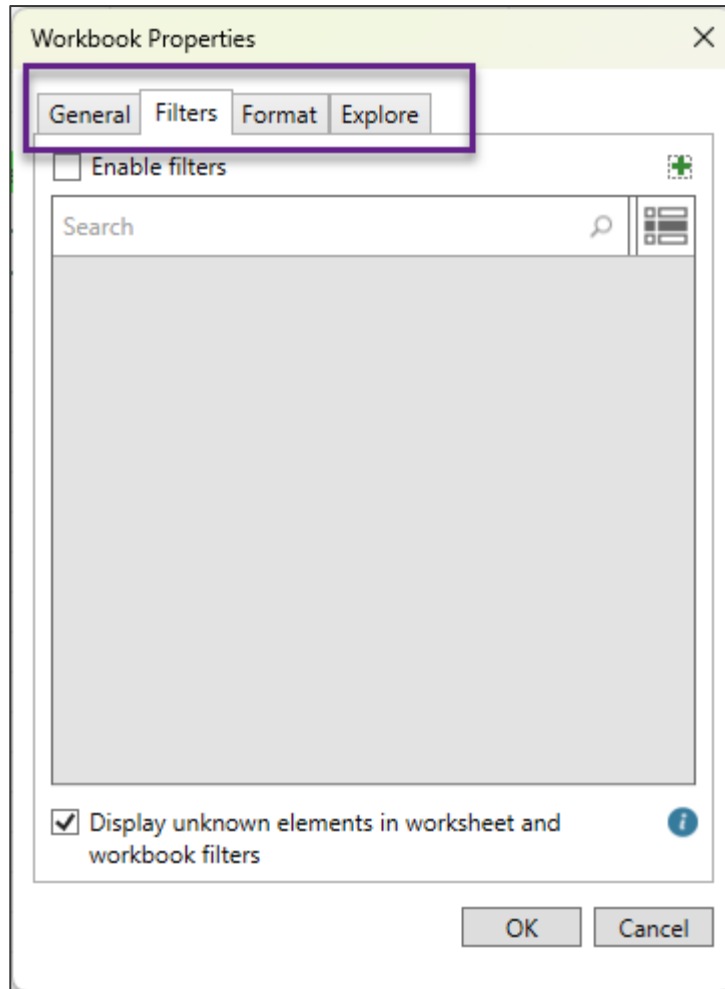 Workbook Properties
General Filters Format Explore
Enable filters
Search
Display unknown elements in worksheet and
workbook filters
OK Cancel